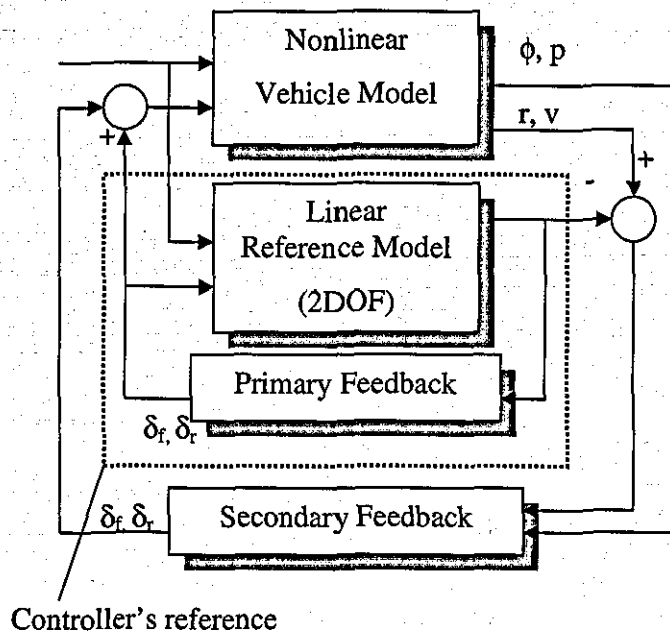 Nonlinear
Vehicle Model
ϕ, p
r, v
+
+
-
Linear
Reference Model
(2DOF)
Primary Feedback
δf, δr
δf, δr
Secondary Feedback
Controller's reference